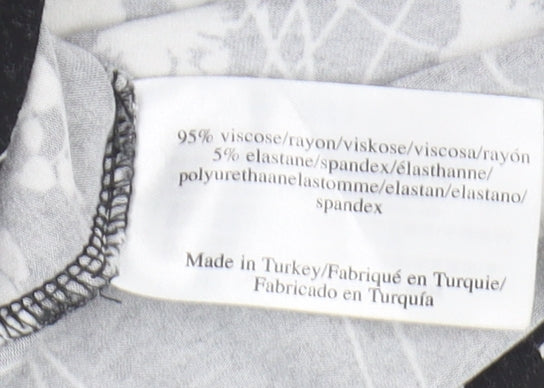 95% viscose/rayon/viskose/viscosa/rayón
5% elastane/spandex/élasthanne/
polyurethaanelastomme/elastan/elastano/
spandex
Made in Turkey/Fabriqué en Turquie/
Fabricado en Turquía